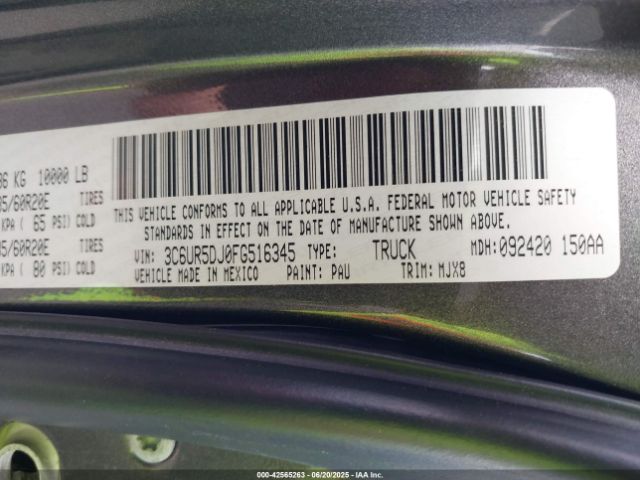 36 KG 10000 LB
5/60R20E TIRES
KPA ( 65 PSI) COLD
5/60R20E TIRES
KPA ( 80 PSI) COLD
THIS VEHICLE CONFORMS TO ALL APPLICABLE U.S.A. FEDERAL MOTOR VEHICLE SAFETY
STANDARDS IN EFFECT ON THE DATE OF MANUFACTURE SHOWN ABOVE.
VIN: 3C6UR5DJ0FG516345 TYPE: TRUCK MDH:092420 150AA
VEHICLE MADE IN MEXICO PAINT: PAU TRIM: MJX8
000-42565263 - 06/20/2025 - IAA Inc.